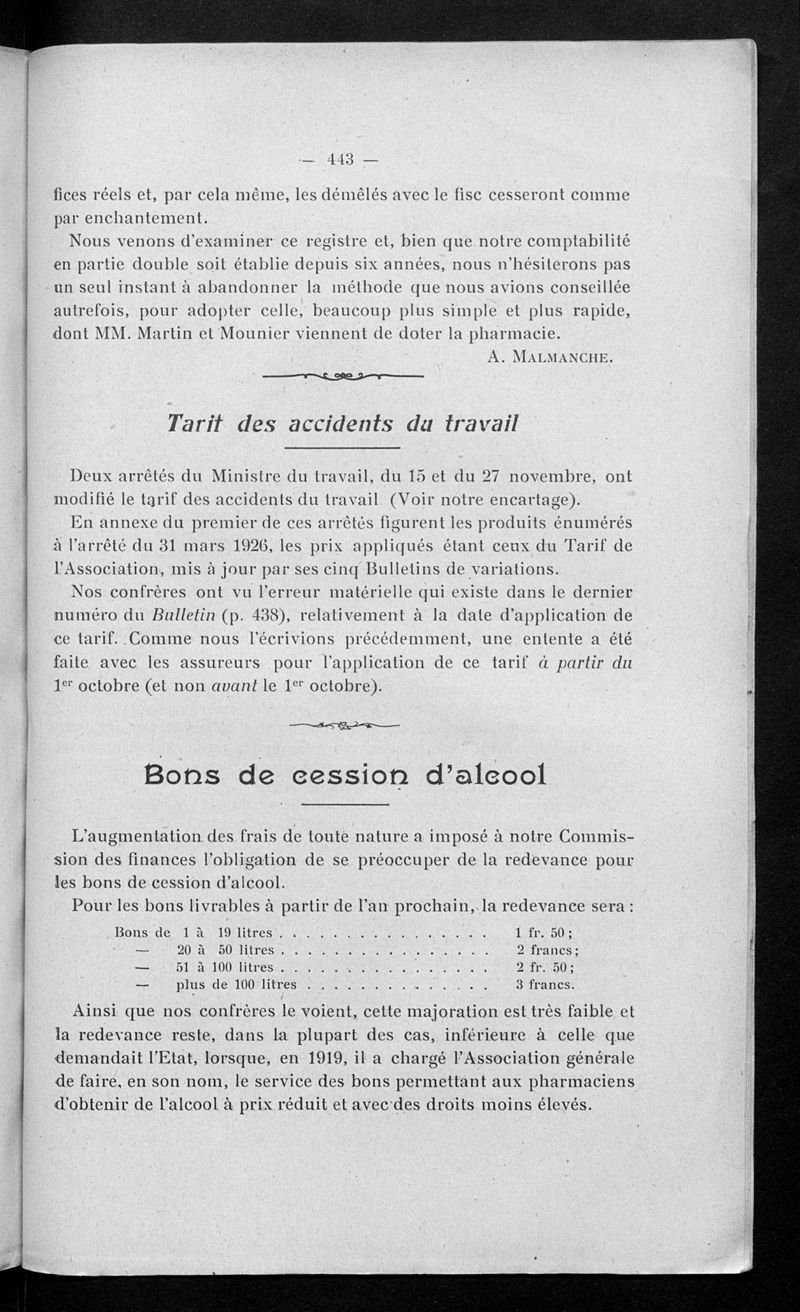 — 443 —
fices réels et, par cela même, les démêlés avec le fisc cesseront comme
par enchantement.
Nous venons d'examiner ce registre et, bien que notre comptabilité
en partie double soit établie depuis six années, nous n'hésiterons pas
un seul instant à abandonner la méthode que nous avions conseillée
autrefois, pour adopter celle, beaucoup plus simple et plus rapide,
dont MM. Martin et Mounier viennent de doter la pharmacie.
A. MALMANCHE.
Tarif des accidents du travail
Deux arrêtés du Ministre du travail, du 15 et du 27 novembre, ont
modifié le tarif des accidents du travail (Voir notre encartage).
En annexe du premier de ces arrêtés figurent les produits énumérés
à l'arrêté du 31 mars 1926, les prix appliqués étant ceux du Tarif de
l'Association, mis à jour par ses cinq Bulletins de variations.
Nos confrères ont vu l'erreur matérielle qui existe dans le dernier
numéro du Bulletin (p. 438), relativement à la date d'application de
ce tarif. Comme nous l'écrivions précédemment, une entente a été
faite avec les assureurs pour l'application de ce tarif à partir du
1er octobre (et non avant le 1er octobre).
Bons de cession d'alcool
L'augmentation des frais de toute nature a imposé à notre Commis-
sion des finances l'obligation de se préoccuper de la redevance pour
les bons de cession d'alcool.
Pour les bons livrables à partir de l'an prochain, la redevance sera :
Bons de 1 à 19 litres . . . . . . . . . . . . . . . . 1 fr. 50 ;
— 20 à 50 litres . . . . . . . . . . . . . . . . 2 francs ;
— 51 à 100 litres . . . . . . . . . . . . . . . . 2 fr. 50 ;
— plus de 100 litres . . . . . . . . . . . . . . 3 francs.
Ainsi que nos confrères le voient, cette majoration est très faible et
la redevance reste, dans la plupart des cas, inférieure à celle que
demandait l'Etat, lorsque, en 1919, il a chargé l'Association générale
de faire, en son nom, le service des bons permettant aux pharmaciens
d'obtenir de l'alcool à prix réduit et avec des droits moins élevés.